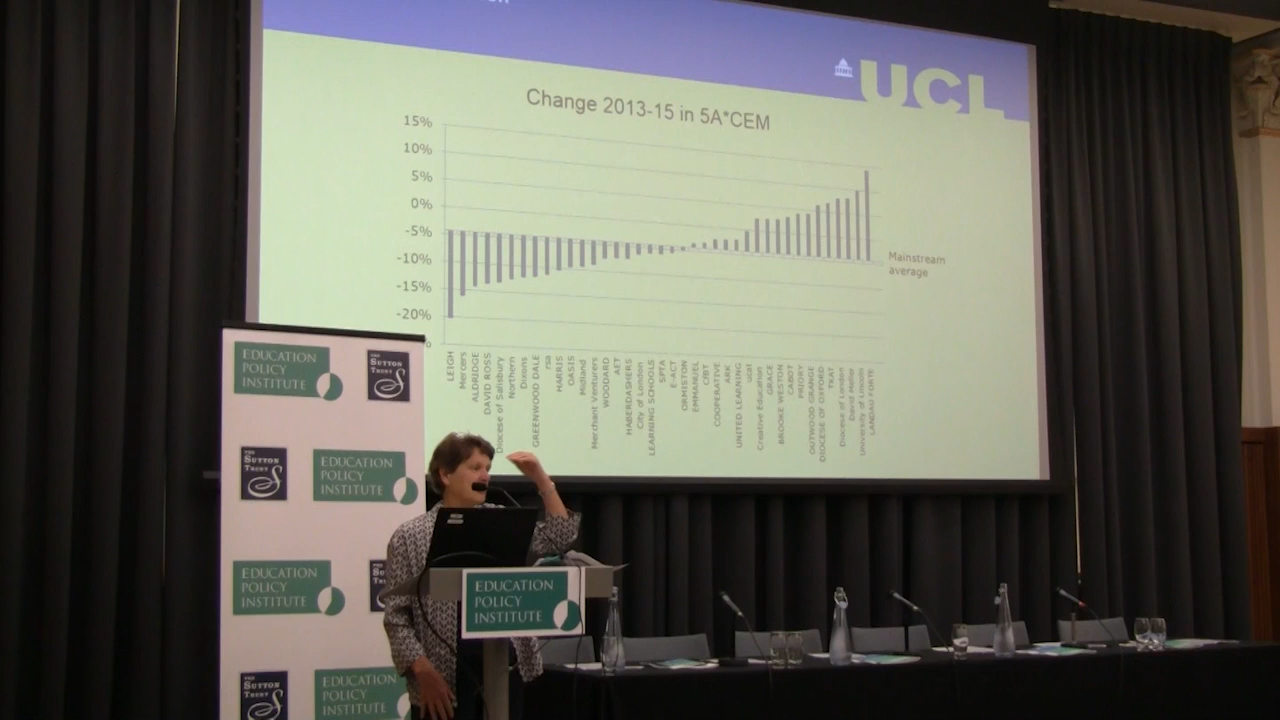 UCL
Change 2013-15 in 5A*CEM
15%
10%
5%
0%
-5%
-10%
-15%
-20%
Mainstream
average
LEIGH
Mercers
ALDRIDGE
DAVID ROSS
Diocese of Salisbury
Northern
Dixons
GREENWOOD DALE
rsa
HARRIS
OASIS
Midland
Merchant Venturers
WOODARD
AET
HABERDASHERS
City of London
LEARNING SCHOOLS
SPTA
E-ACT
ORMISTON
EMMANUEL
CfBT
COOPERATIVE
ARK
UNITED LEARNING
ucat
Creative Education
GRACE
BROOKE WESTON
CABOT
PRIORY
OUTWOOD GRANGE
DIOCESE OF OXFORD
TKAT
Diocese of London
David Meller
University of Lincoln
LANDAU FORTE
EDUCATION
POLICY
INSTITUTE
THE
SUTTON
TRUST
THE
SUTTON
TRUST
EDUCATION
POLICY
INSTITUTE
EDUCATION
POLICY
INSTITUTE
THE
SU
TR
EDUCATION
POLICY
INSTITUTE
THE
SUTTON
TRUST
EDUCATION
POLICY
INSTITUTE